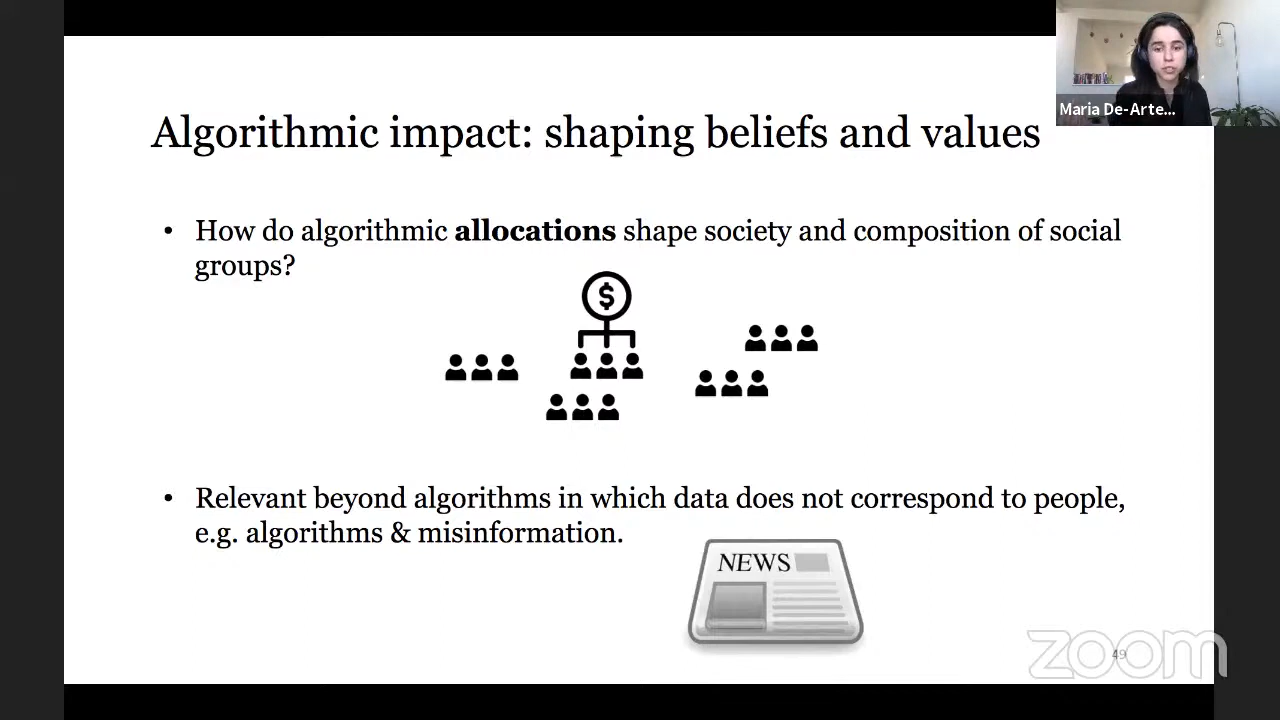 Maria De-Arte...
Algorithmic impact: shaping beliefs and values
• How do algorithmic allocations shape society and composition of social
groups?
$
• Relevant beyond algorithms in which data does not correspond to people,
e.g. algorithms & misinformation.
NEWS
zoom
49